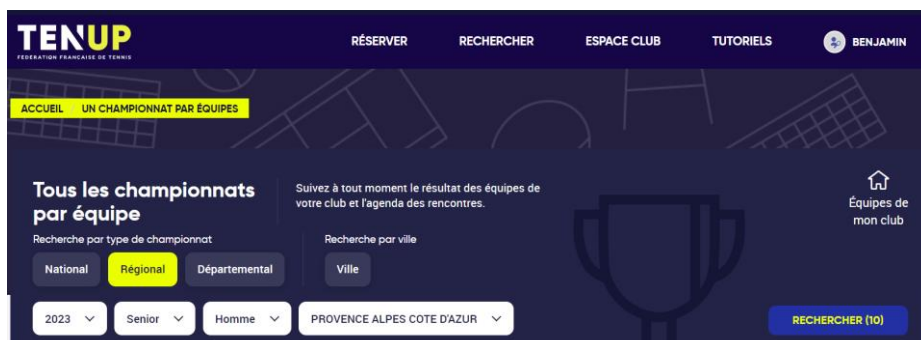 TENUP
FEDERATION FRANCAISE DE TENNIS
RÉSERVER
RECHERCHER
ESPACE CLUB
TUTORIELS
BENJAMIN
ACCUEIL UN CHAMPIONNAT PAR ÉQUIPES
Tous les championnats
par équipe
Suivez à tout moment le résultat des équipes de
votre club et l'agenda des rencontres.
Équipes de
mon club
Recherche par type de championnat
National
Régional
Départemental
Recherche par ville
Ville
2023
Senior
Homme
PROVENCE ALPES COTE D'AZUR
RECHERCHER (10)